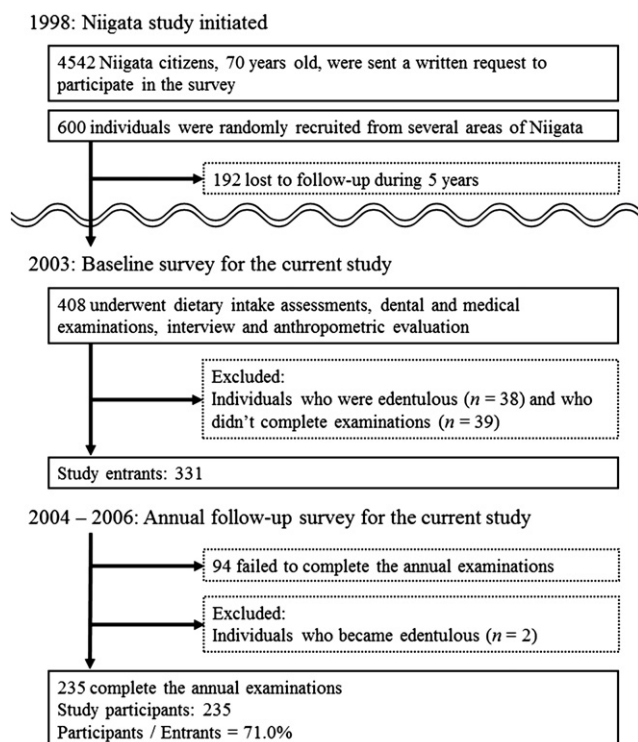 1998: Niigata study initiated
4542 Niigata citizens, 70 years old, were sent a written request to
participate in the survey
600 individuals were randomly recruited from several areas of Niigata
192 lost to follow-up during 5 years
2003: Baseline survey for the current study
408 underwent dietary intake assessments, dental and medical
examinations, interview and anthropometric evaluation
Excluded:
Individuals who were edentulous (n = 38) and who
didn’t complete examinations (n = 39)
Study entrants: 331
2004 – 2006: Annual follow-up survey for the current study
94 failed to complete the annual examinations
Excluded:
Individuals who became edentulous (n = 2)
235 complete the annual examinations
Study participants: 235
Participants / Entrants = 71.0%